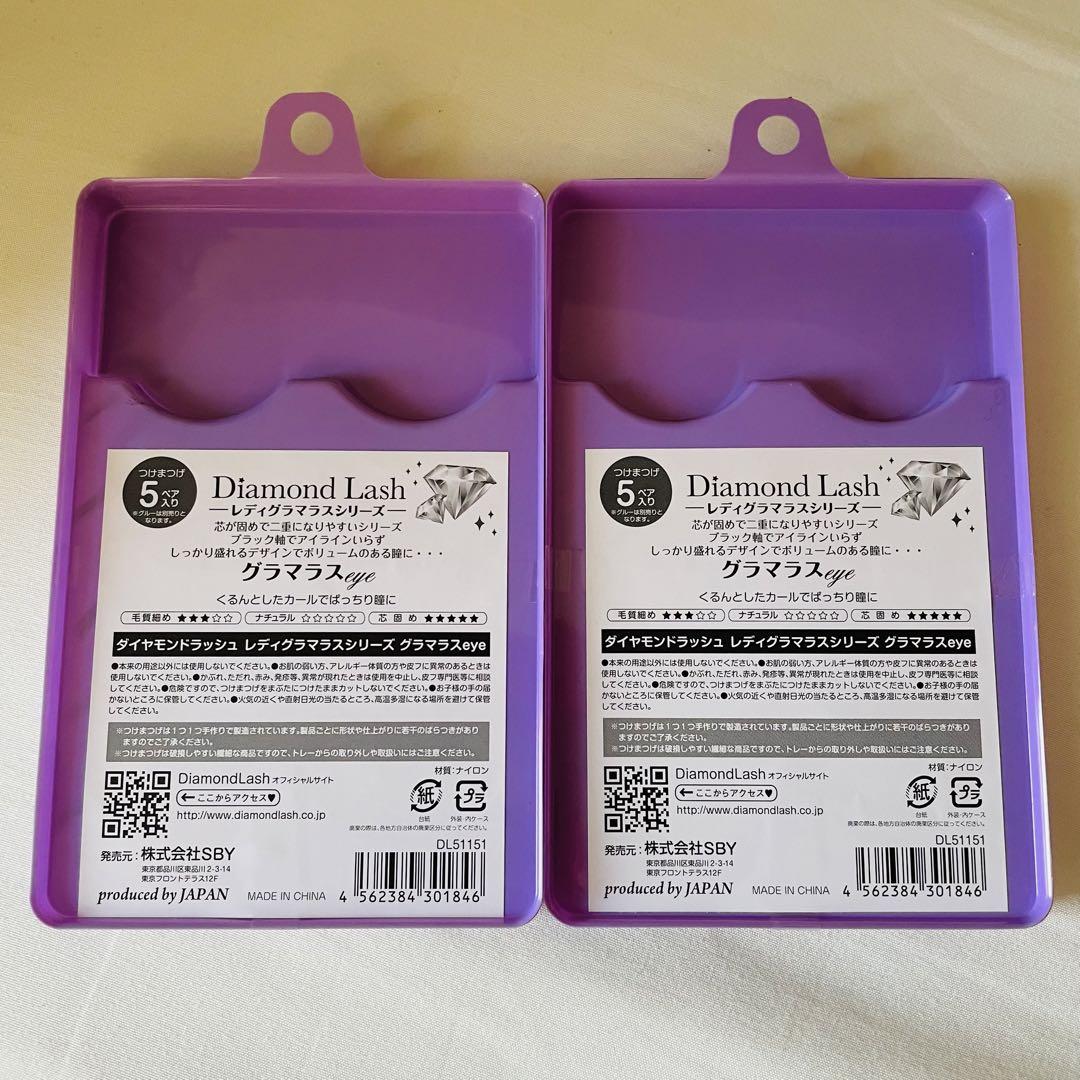 つけまつげ
5ペア入り
※グルーは別売りと
なります。
Diamond Lash
―レディグラマラスシリーズ―
芯が固めで二重になりやすいシリーズ
ブラック軸でアイラインいらず
しっかり盛れるデザインでボリュームのある瞳に・・・
グラマラスeye
くるんとしたカールでぱっちり瞳に
毛質細め ★★★☆☆ ナチュラル ☆☆☆☆☆ 芯固め ★★★★★
ダイヤモンドラッシュ レディグラマラスシリーズ グラマラスeye
●本来の用途以外には使用しないでください。●お肌の弱い方、アレルギー体質の方や皮フに異常のあるときは
使用しないでください。●かぶれ、ただれ、赤み、発疹等、異常が現れたときは使用を中止し、皮フ専門医等に相談
してください。●危険ですので、つけまつげをまぶたにつけたままカットしないでください。●お子様の手の届
かないところに保管してください。●火気の近くや直射日光の当たるところ、高温多湿になる場所を避けて保管
してください。
※つけまつげは1つ1つ手作りで製造されています。製品ごとに形状や仕上がりに若干のばらつきがあり
ますのでご了承ください。
※つけまつげは破損しやすい繊細な商品ですので、トレーからの取り外しや取扱いにはご注意ください。
材質：ナイロン
DiamondLash オフィシャルサイト
←ここからアクセス♥
http://www.diamondlash.co.jp
紙
台紙
プラ
外装・内ケース
廃棄の際は、各地方自治体の廃棄区分に従ってください。
DL51151
発売元：株式会社SBY
東京都品川区東品川2-3-14
東京フロントテラス12F
produced by JAPAN
MADE IN CHINA
4 562384 301846
つけまつげ
5ペア入り
※グルーは別売りと
なります。
Diamond Lash
―レディグラマラスシリーズ―
芯が固めで二重になりやすいシリーズ
ブラック軸でアイラインいらず
しっかり盛れるデザインでボリュームのある瞳に・・・
グラマラスeye
くるんとしたカールでぱっちり瞳に
毛質細め ★★★☆☆ ナチュラル ☆☆☆☆☆ 芯固め ★★★★★
ダイヤモンドラッシュ レディグラマラスシリーズ グラマラスeye
●本来の用途以外には使用しないでください。●お肌の弱い方、アレルギー体質の方や皮フに異常のあるときは
使用しないでください。●かぶれ、ただれ、赤み、発疹等、異常が現れたときは使用を中止し、皮フ専門医等に相談
してください。●危険ですので、つけまつげをまぶたにつけたままカットしないでください。●お子様の手の届
かないところに保管してください。●火気の近くや直射日光の当たるところ、高温多湿になる場所を避けて保管
してください。
※つけまつげは1つ1つ手作りで製造されています。製品ごとに形状や仕上がりに若干のばらつきがあり
ますのでご了承ください。
※つけまつげは破損しやすい繊細な商品ですので、トレーからの取り外しや取扱いにはご注意ください。
材質：ナイロン
DiamondLash オフィシャルサイト
←ここからアクセス♥
http://www.diamondlash.co.jp
紙
台紙
プラ
外装・内ケース
廃棄の際は、各地方自治体の廃棄区分に従ってください。
DL51151
発売元：株式会社SBY
東京都品川区東品川2-3-14
東京フロントテラス12F
produced by JAPAN
MADE IN CHINA
4 562384 301846